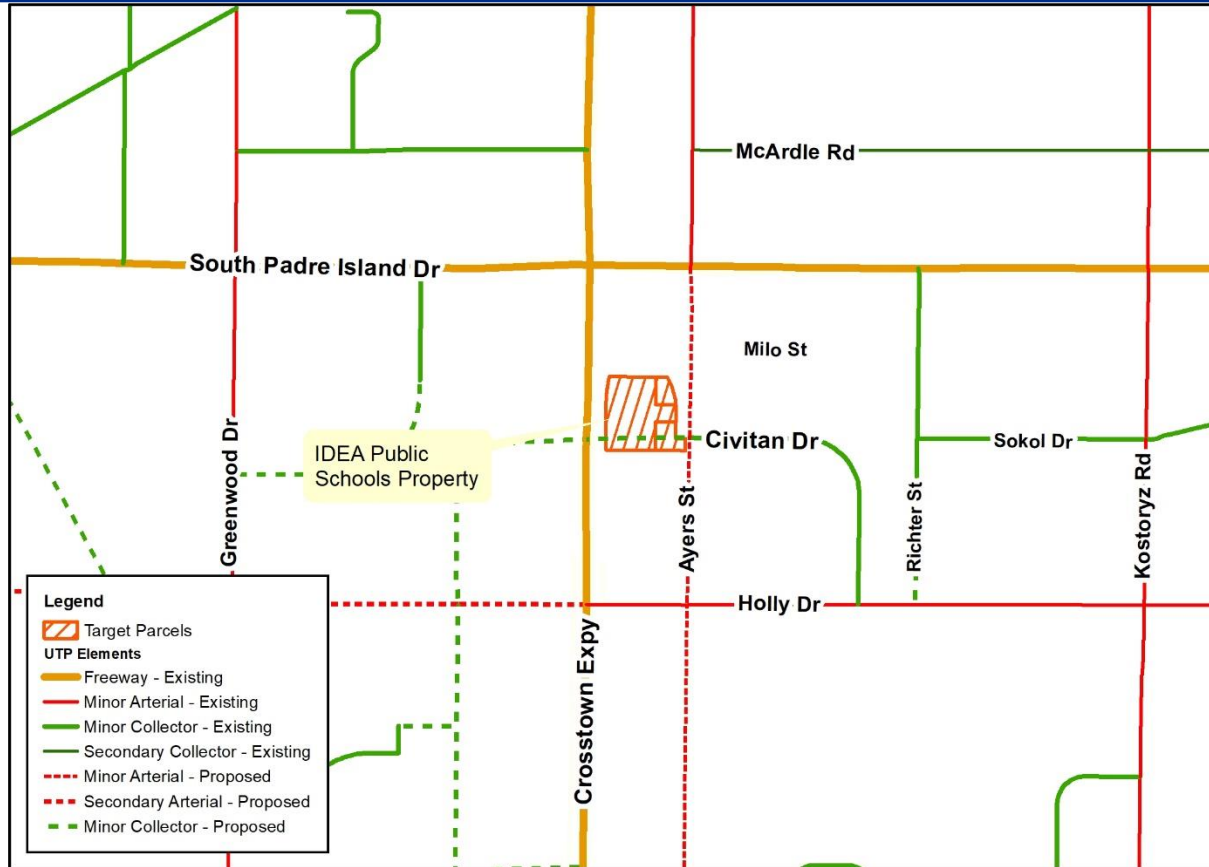 McArdle Rd
South Padre Island Dr
Milo St
Greenwood Dr
IDEA Public
Schools Property
Civitan Dr
Sokol Dr
Ayers St
Richter St
Kostoryz Rd
Holly Dr
Crosstown Expy
Legend
Target Parcels
UTP Elements
Freeway - Existing
Minor Arterial - Existing
Minor Collector - Existing
Secondary Collector - Existing
Minor Arterial - Proposed
Secondary Arterial - Proposed
Minor Collector - Proposed